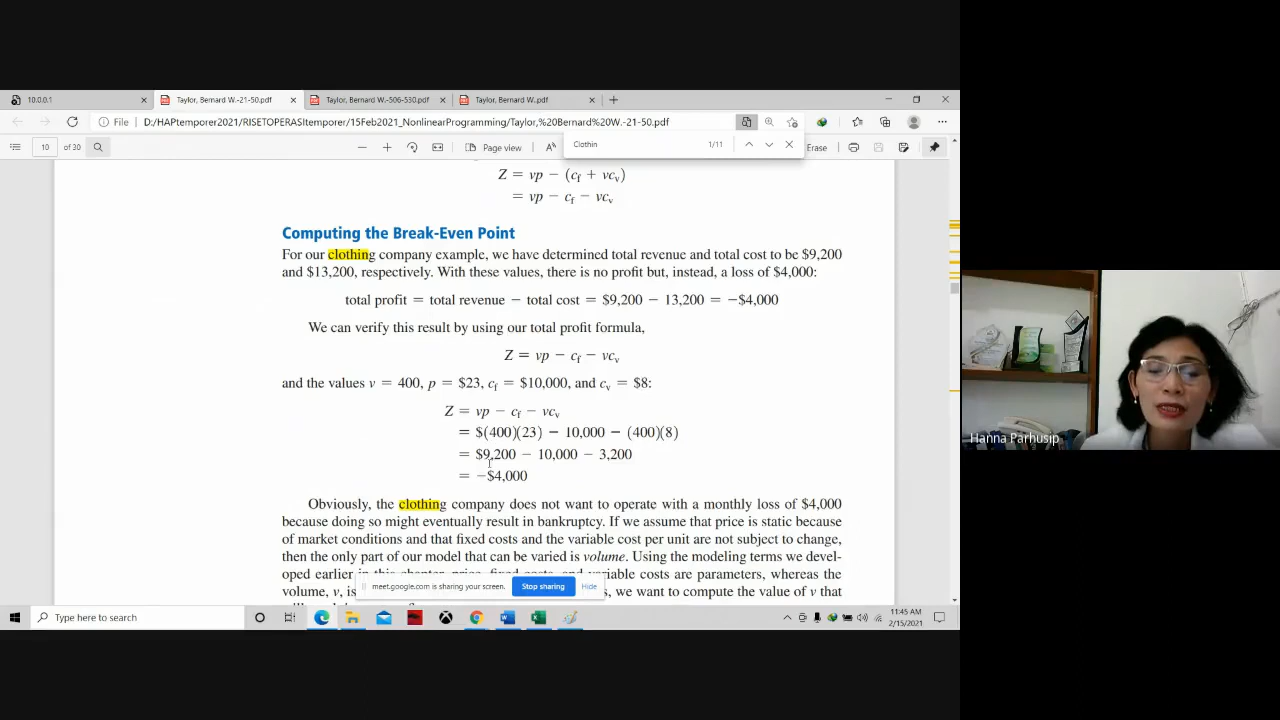 10.0.0.1
Taylor, Bernard W.-21-50.pdf
Taylor, Bernard W.-506-530.pdf
Taylor, Bernard W..pdf
File
D:/HAPtemporer2021/RISETOPERASItemporer/15Feb2021_NonlinearProgramming/Taylor,%20Bernard%20W.-21-50.pdf
10 of 30
Page view
Clothin
1/11
Erase
Z = vp − (cf + vcv)
= vp − cf − vcv
Computing the Break-Even Point
For our clothing company example, we have determined total revenue and total cost to be $9,200
and $13,200, respectively. With these values, there is no profit but, instead, a loss of $4,000:
total profit = total revenue − total cost = $9,200 − 13,200 = −$4,000
We can verify this result by using our total profit formula,
Z = vp − cf − vcv
and the values v = 400, p = $23, cf = $10,000, and cv = $8:
Z = vp − cf − vcv
= $(400)(23) − 10,000 − (400)(8)
= $9,200 − 10,000 − 3,200
= −$4,000
Obviously, the clothing company does not want to operate with a monthly loss of $4,000
because doing so might eventually result in bankruptcy. If we assume that price is static because
of market conditions and that fixed costs and the variable cost per unit are not subject to change,
then the only part of our model that can be varied is volume. Using the modeling terms we devel-
oped earlier in this chapter, price, fixed costs, and variable costs are parameters, whereas the
volume, v, is
, we want to compute the value of v that
meet.google.com is sharing your screen.
Stop sharing
Hide
Hanna Parhusip
Type here to search
11:45 AM
2/15/2021